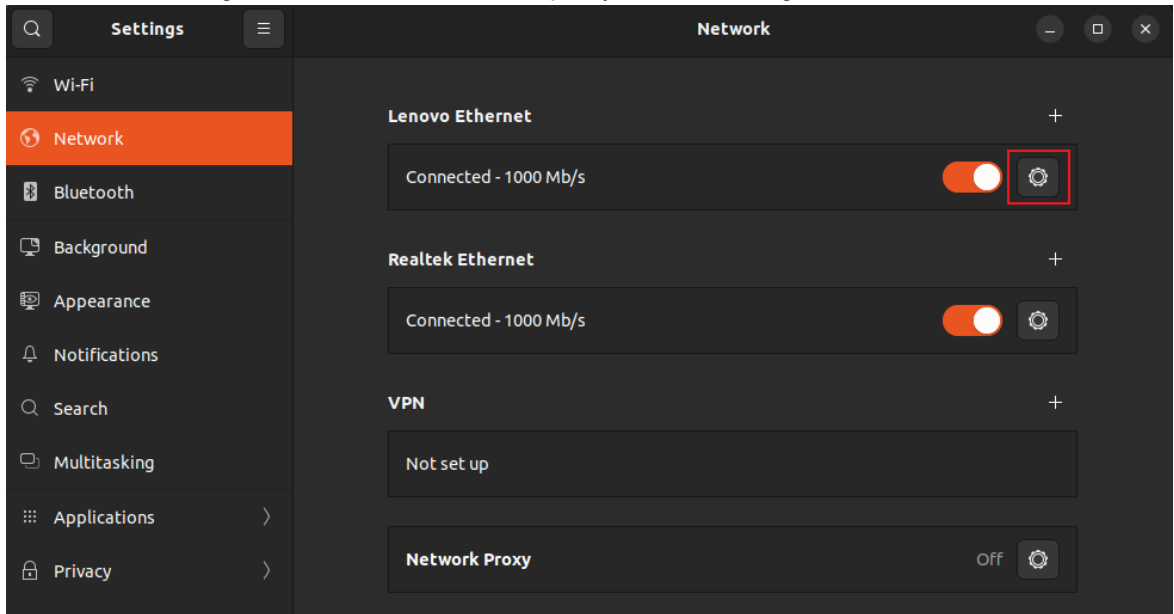 Settings
Network
Wi-Fi
Network
Bluetooth
Background
Appearance
Notifications
Search
Multitasking
Applications
Privacy
Lenovo Ethernet
Connected - 1000 Mb/s
Realtek Ethernet
Connected - 1000 Mb/s
VPN
Not set up
Network Proxy Off